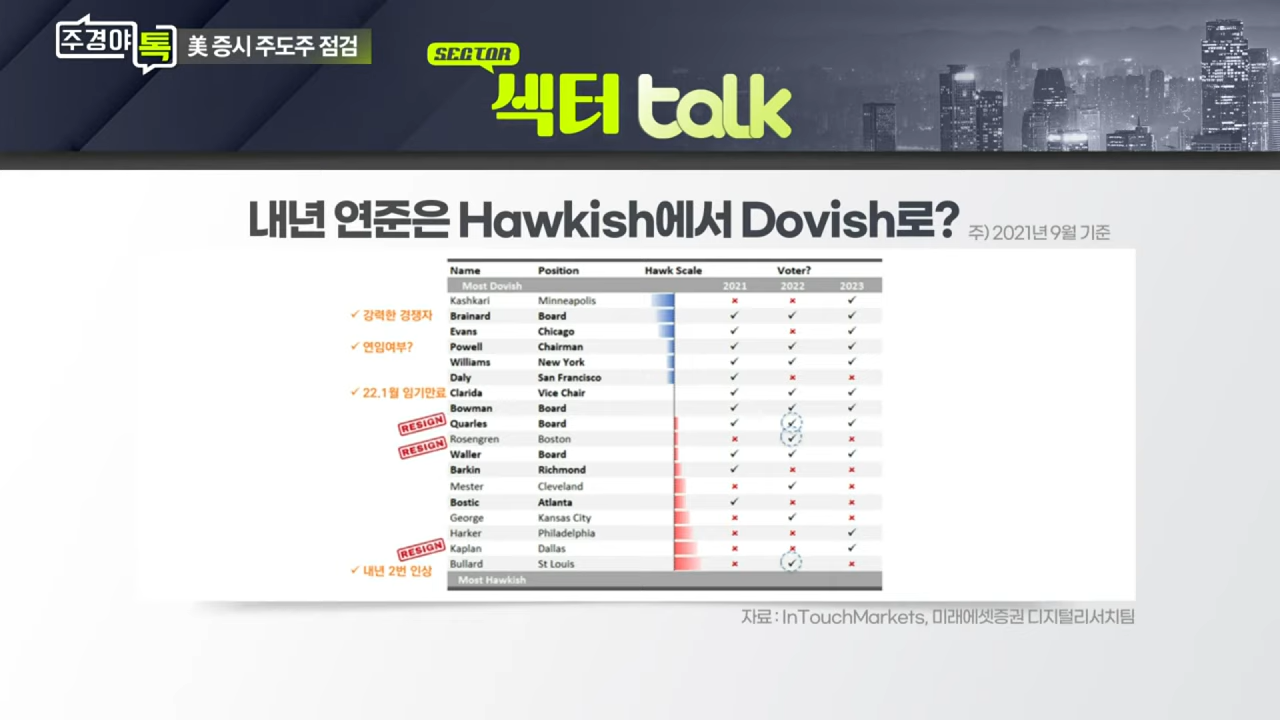 주경야톡 美 증시 주도주 점검
SECTOR
섹터 talk
내년 연준은 Hawkish에서 Dovish로? 주) 2021년 9월 기준
Name Position Hawk Scale Voter?
Most Dovish 2021 2022 2023
Kashkari Minneapolis × × ✓
✓ 강력한 경쟁자 Brainard Board ✓ ✓ ✓
Evans Chicago ✓ × ✓
✓ 연임여부? Powell Chairman ✓ ✓ ✓
Williams New York ✓ ✓ ✓
Daly San Francisco ✓ × ×
✓ 22.1월 임기만료 Clarida Vice Chair ✓ ✓ ✓
Bowman Board ✓ ✓ ✓
RESIGN Quarles Board ✓ ✓ ✓
RESIGN Rosengren Boston × ✓ ×
Waller Board ✓ ✓ ✓
Barkin Richmond ✓ × ×
Mester Cleveland × ✓ ×
Bostic Atlanta ✓ × ×
George Kansas City × ✓ ×
Harker Philadelphia × × ✓
RESIGN Kaplan Dallas × × ✓
✓ 내년 2번 인상 Bullard St Louis × ✓ ×
Most Hawkish
자료 : InTouchMarkets, 미래에셋증권 디지털리서치팀